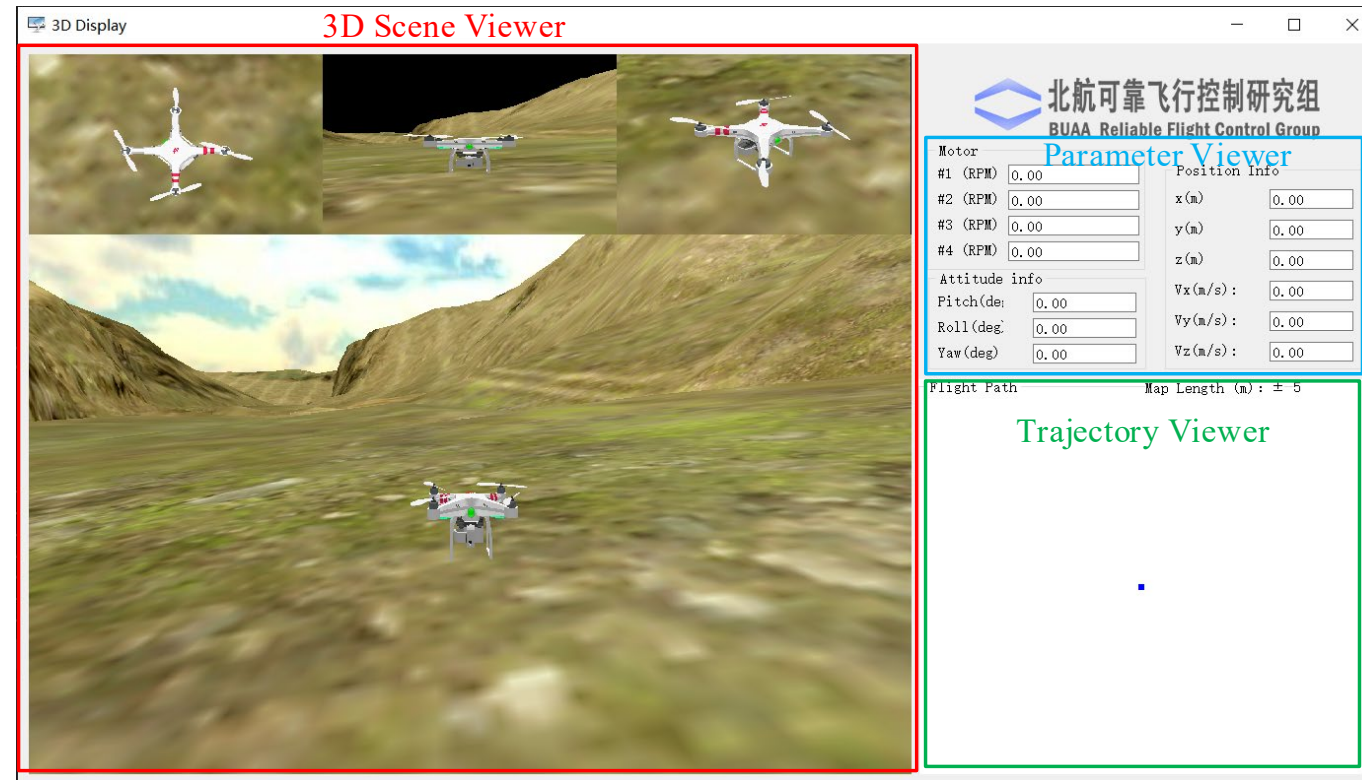 3D Display
3D Scene Viewer
北航可靠飞行控制研究组
BUAA Reliable Flight Control Group
Parameter Viewer
Motor
#1 (RPM) 0.00
#2 (RPM) 0.00
#3 (RPM) 0.00
#4 (RPM) 0.00
Attitude info
Pitch(de
0.00
Roll(deg
0.00
Yaw(deg) 0.00
Position Info
x(m) 0.00
y(m) 0.00
z(m) 0.00
Vx(m/s): 0.00
Vy(m/s): 0.00
Vz(m/s): 0.00
Flight Path
Map Length (m): ± 5
Trajectory Viewer